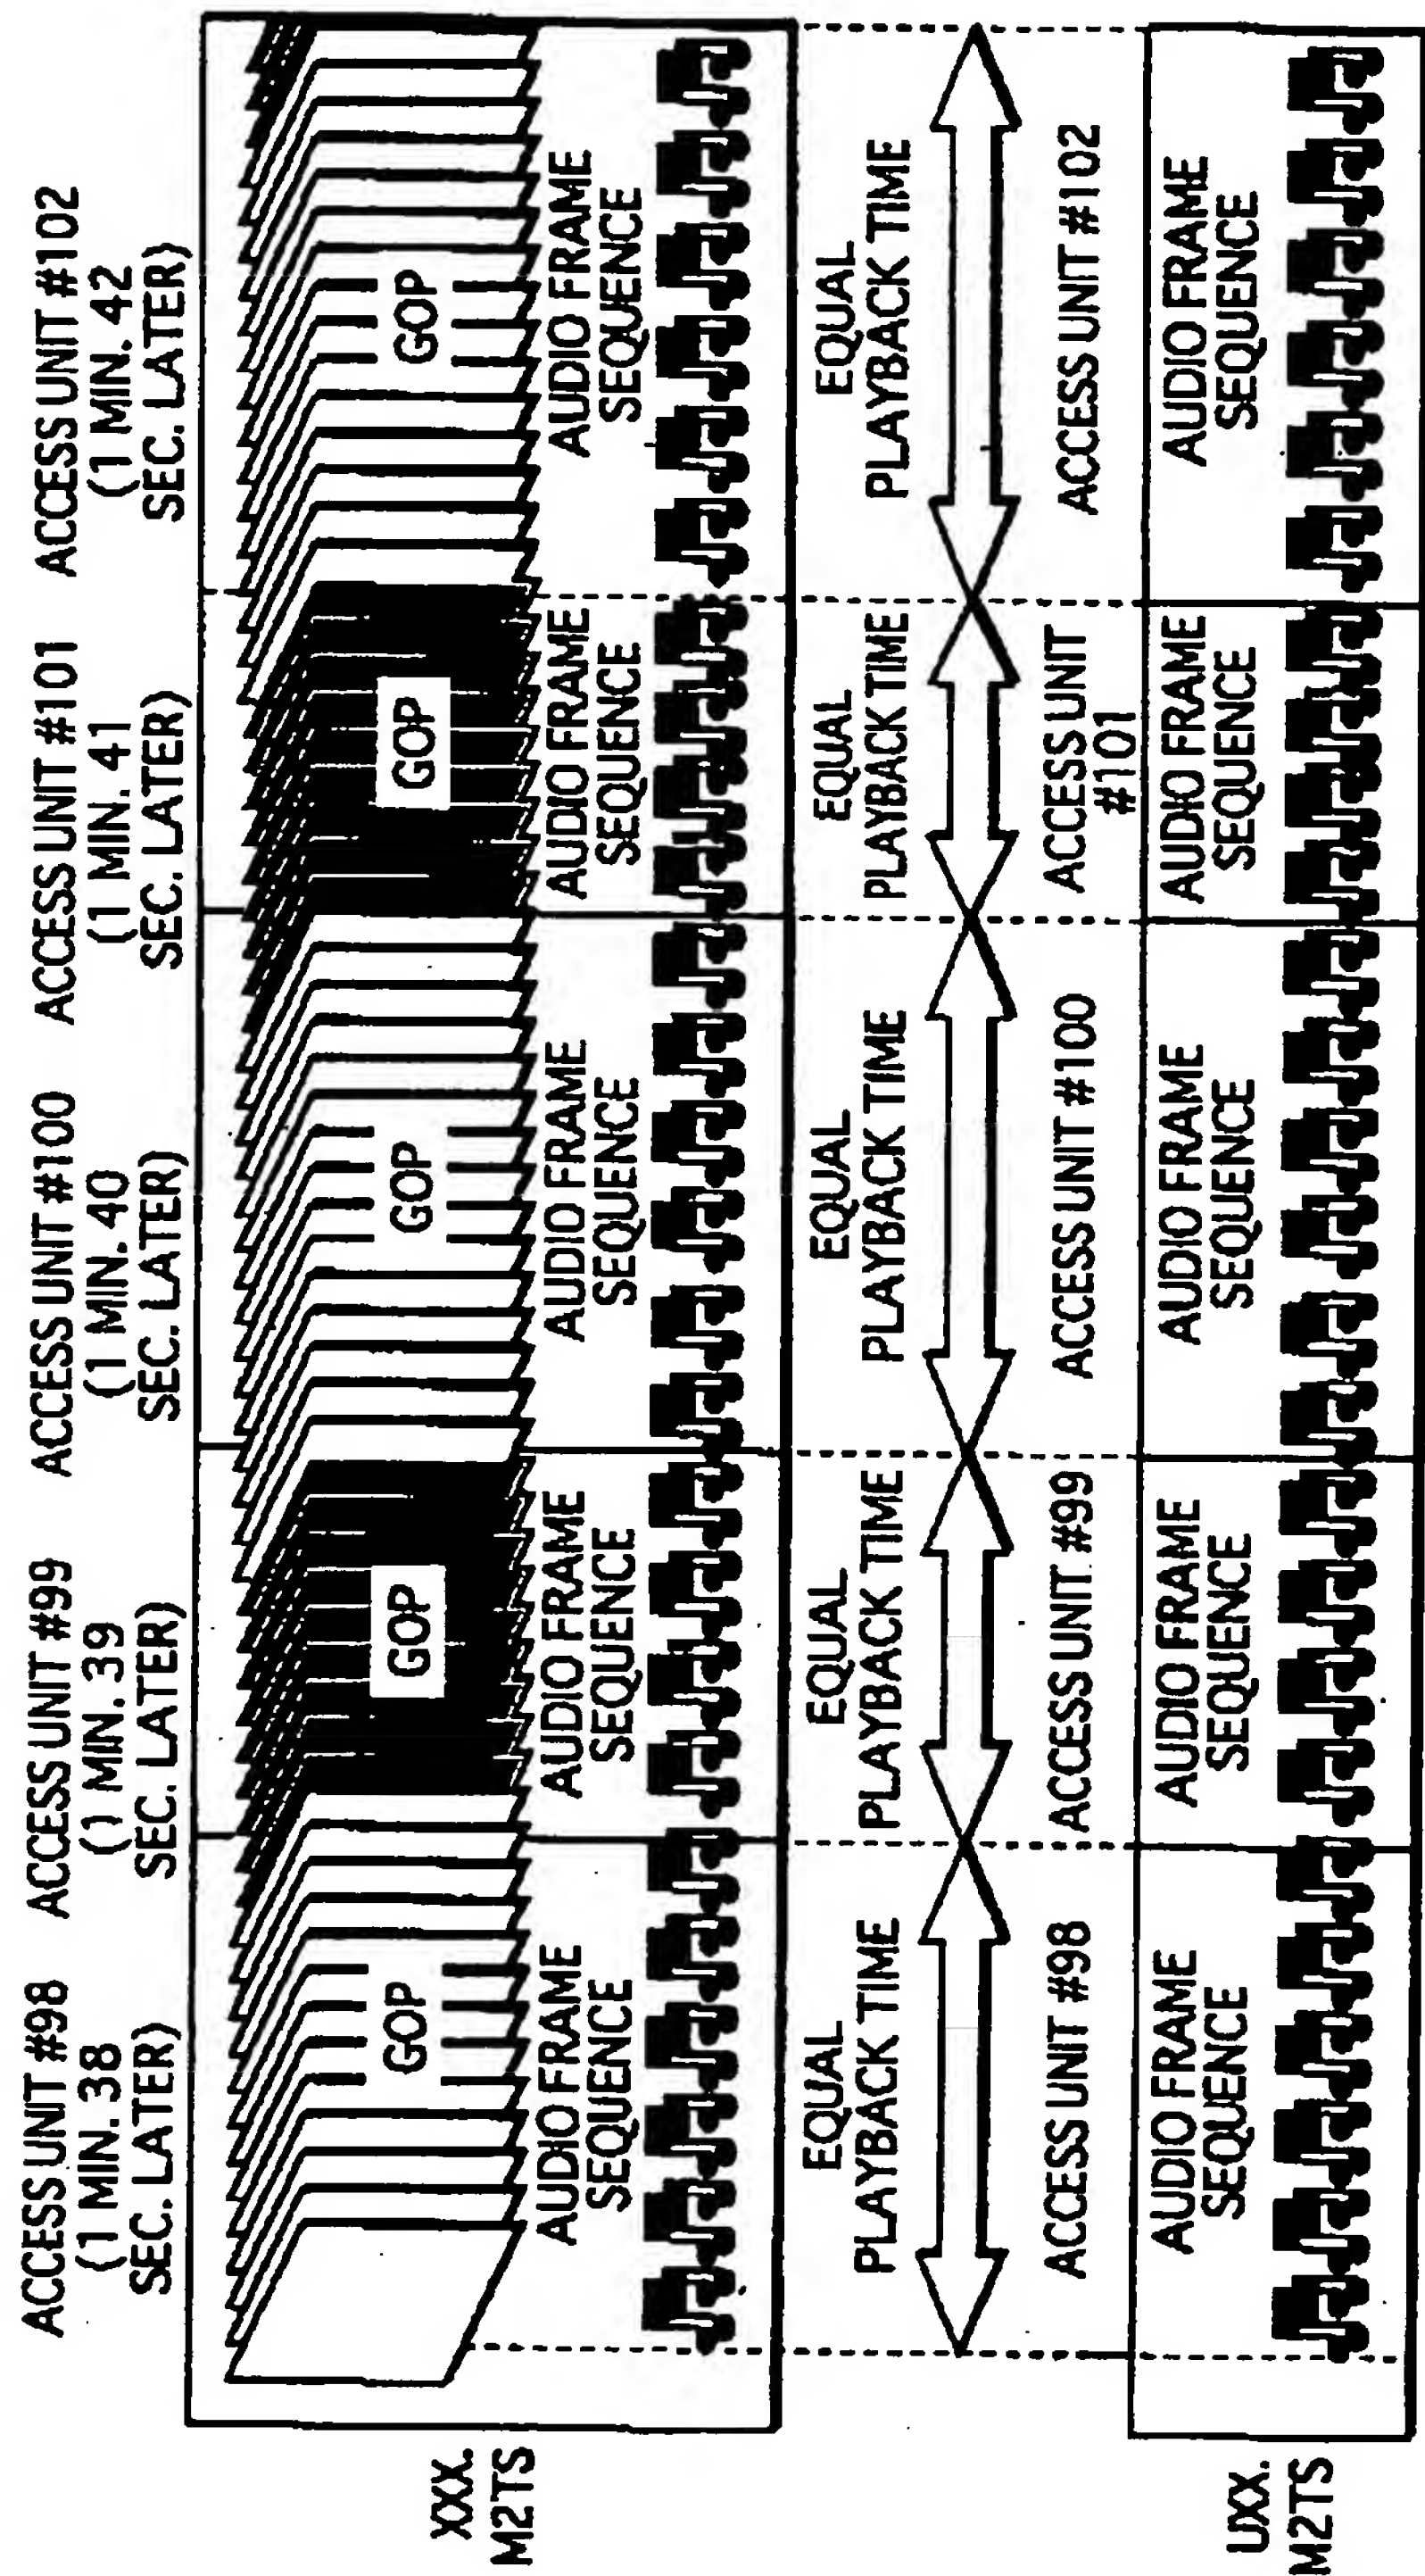 ACCESS UNIT #98
(1 MIN. 38
SEC. LATER)
ACCESS UNIT #99
(1 MIN. 39
SEC. LATER)
ACCESS UNIT #100
(1 MIN. 40
SEC. LATER)
ACCESS UNIT #101
(1 MIN. 41
SEC. LATER)
ACCESS UNIT #102
(1 MIN. 42
SEC. LATER)
XXX.
M2TS
GOP
GOP
GOP
GOP
GOP
AUDIO FRAME
SEQUENCE
AUDIO FRAME
SEQUENCE
AUDIO FRAME
SEQUENCE
AUDIO FRAME
SEQUENCE
AUDIO FRAME
SEQUENCE
EQUAL
PLAYBACK TIME
EQUAL
PLAYBACK TIME
EQUAL
PLAYBACK TIME
EQUAL
PLAYBACK TIME
EQUAL
PLAYBACK TIME
ACCESS UNIT #98
ACCESS UNIT #99
ACCESS UNIT #100
ACCESS UNIT
#101
ACCESS UNIT #102
UXX.
M2TS
AUDIO FRAME
SEQUENCE
AUDIO FRAME
SEQUENCE
AUDIO FRAME
SEQUENCE
AUDIO FRAME
SEQUENCE
AUDIO FRAME
SEQUENCE